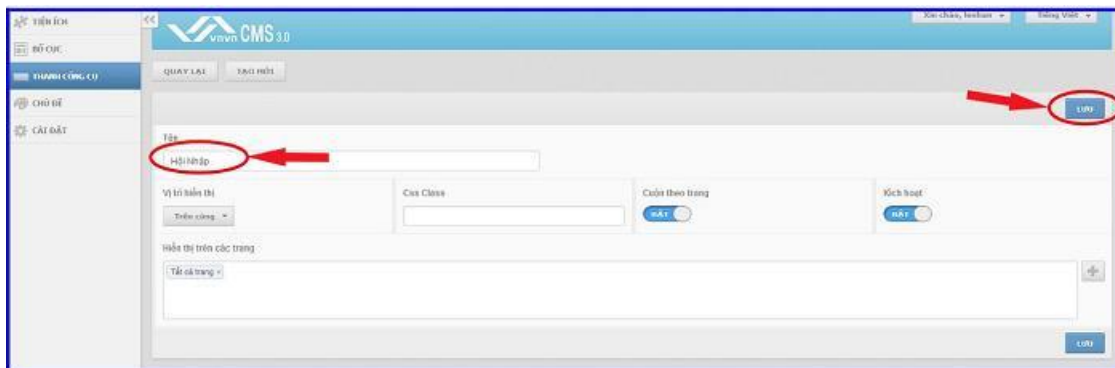 TIỆN ÍCH
BỐ CỤC
THANH CÔNG CỤ
CHỦ ĐỀ
CÀI ĐẶT
vnvn CMS 3.0
Xin chào, tenban
Tiếng Việt
QUAY LẠI
TẠO MỚI
LƯU
Tên
Hội Nhập
Vị trí hiển thị
Css Class
Cuộn theo trang
Kích hoạt
Trên cùng
BẬT
BẬT
Hiển thị trên các trang
Tất cả trang
LƯU